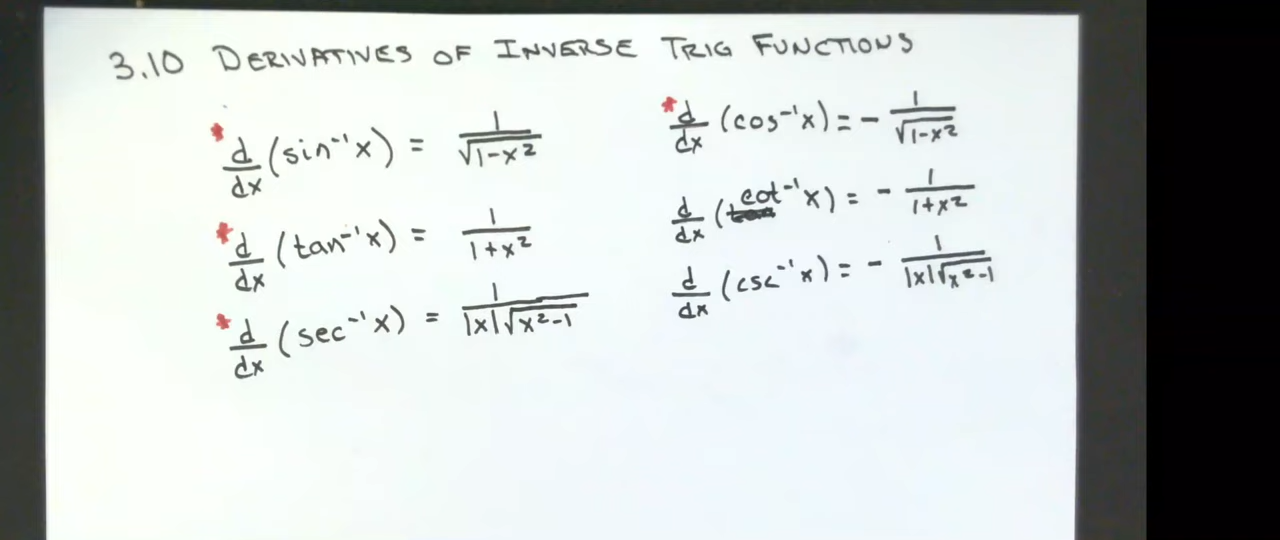 3.10 DERIVATIVES OF INVERSE TRIG FUNCTIONS
* d/dx (sin⁻¹x) = 1/√(1-x²)
* d/dx (tan⁻¹x) = 1/(1+x²)
* d/dx (sec⁻¹x) = 1/(|x|√(x²-1))
* d/dx (cos⁻¹x) = - 1/√(1-x²)
d/dx (cot⁻¹x) = - 1/(1+x²)
d/dx (csc⁻¹x) = - 1/(|x|√(x²-1))